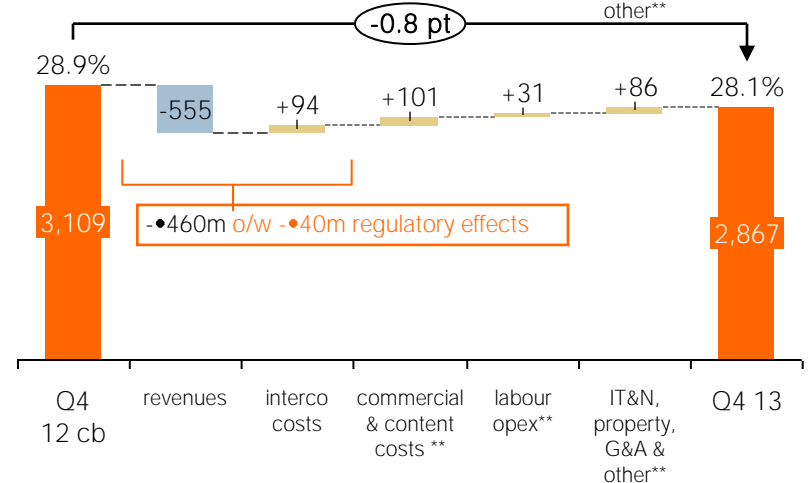 other**
-0.8 pt
28.9%
-555
+94
+101
+31
+86
28.1%
3,109
-•460m o/w -•40m regulatory effects
2,867
Q4
12 cb
revenues
interco
costs
commercial
& content
costs **
labour
opex**
IT&N,
property,
G&A &
other**
Q4 13